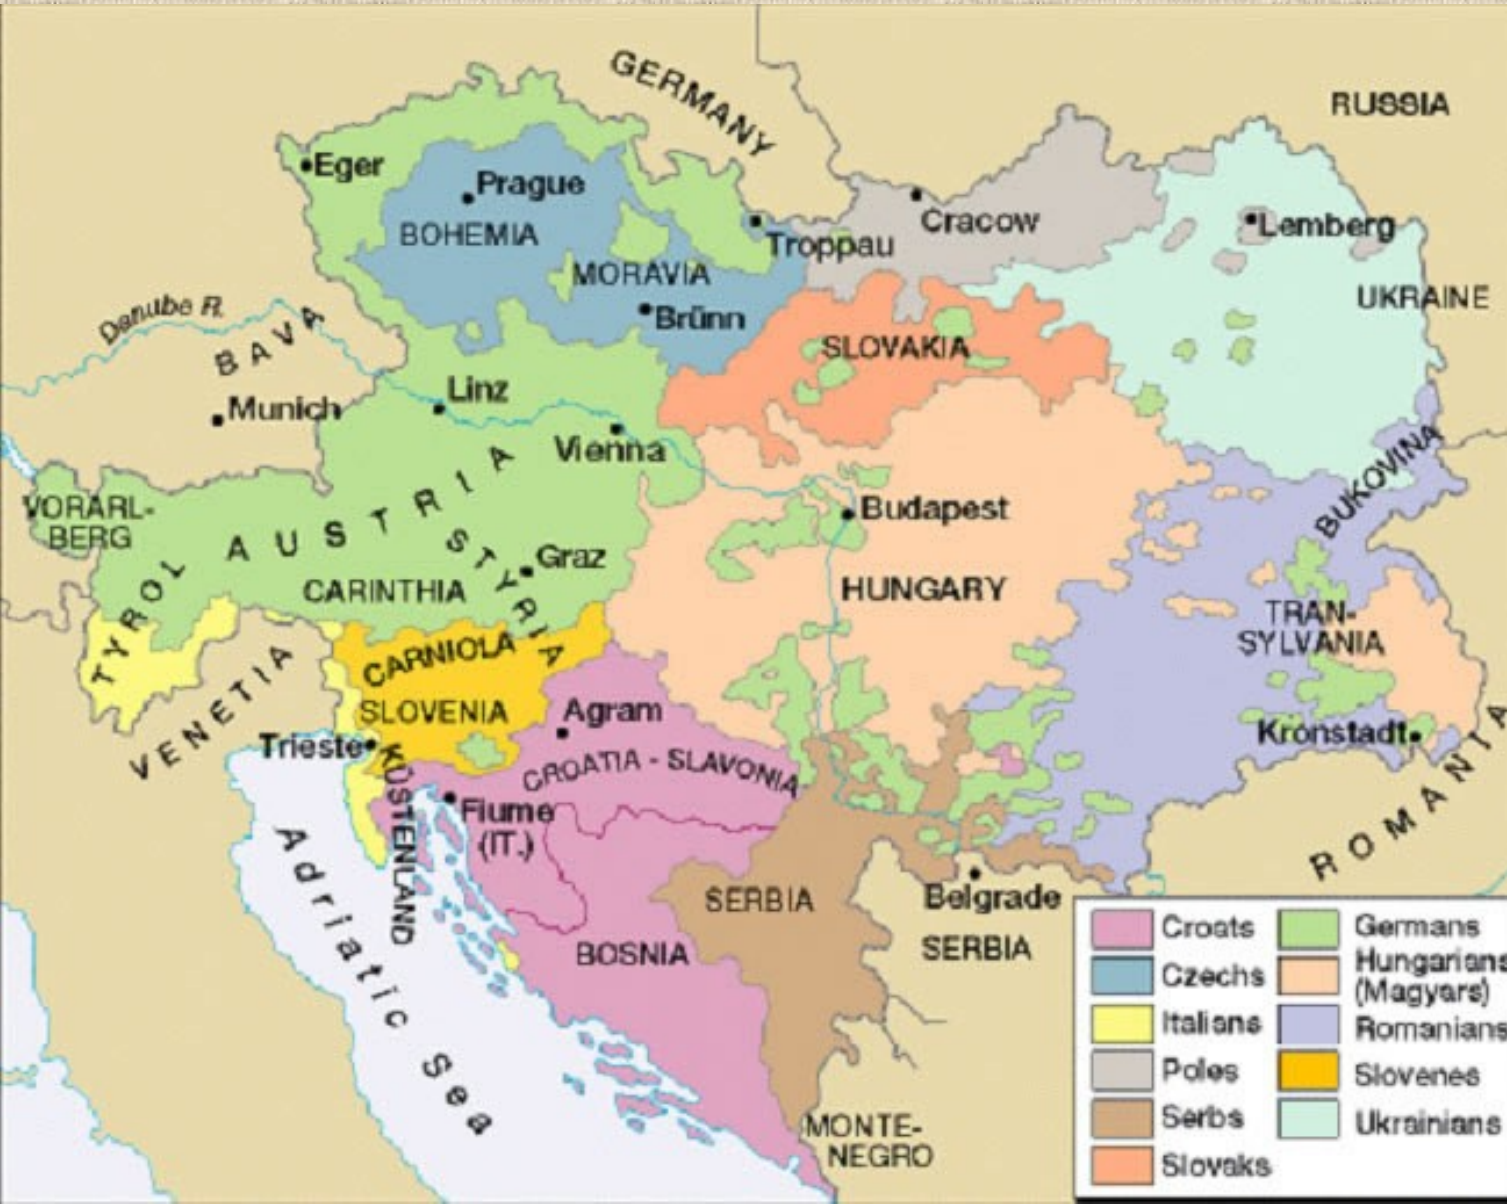 GERMANY
RUSSIA
Eger
Prague
BOHEMIA
Cracow
Lemberg
Troppau
MORAVIA
UKRAINE
Danube R.
BAVA
Brünn
SLOVAKIA
Munich
Linz
Vienna
BUKOVINA
VORARL-
BERG
AUSTRIA
Budapest
TYROL
STYRIA
Graz
CARINTHIA
HUNGARY
TRAN-
SYLVANIA
CARNIOLA
VENETIA
SLOVENIA
Agram
Trieste
Kronstadt
KÜSTENLAND
CROATIA - SLAVONIA
Fiume
(IT.)
ROMANIA
Adriatic Sea
SERBIA
Belgrade
SERBIA
BOSNIA
MONTE-
NEGRO
Croats
Czechs
Italians
Poles
Serbs
Slovaks
Germans
Hungarians
(Magyars)
Romanians
Slovenes
Ukrainians